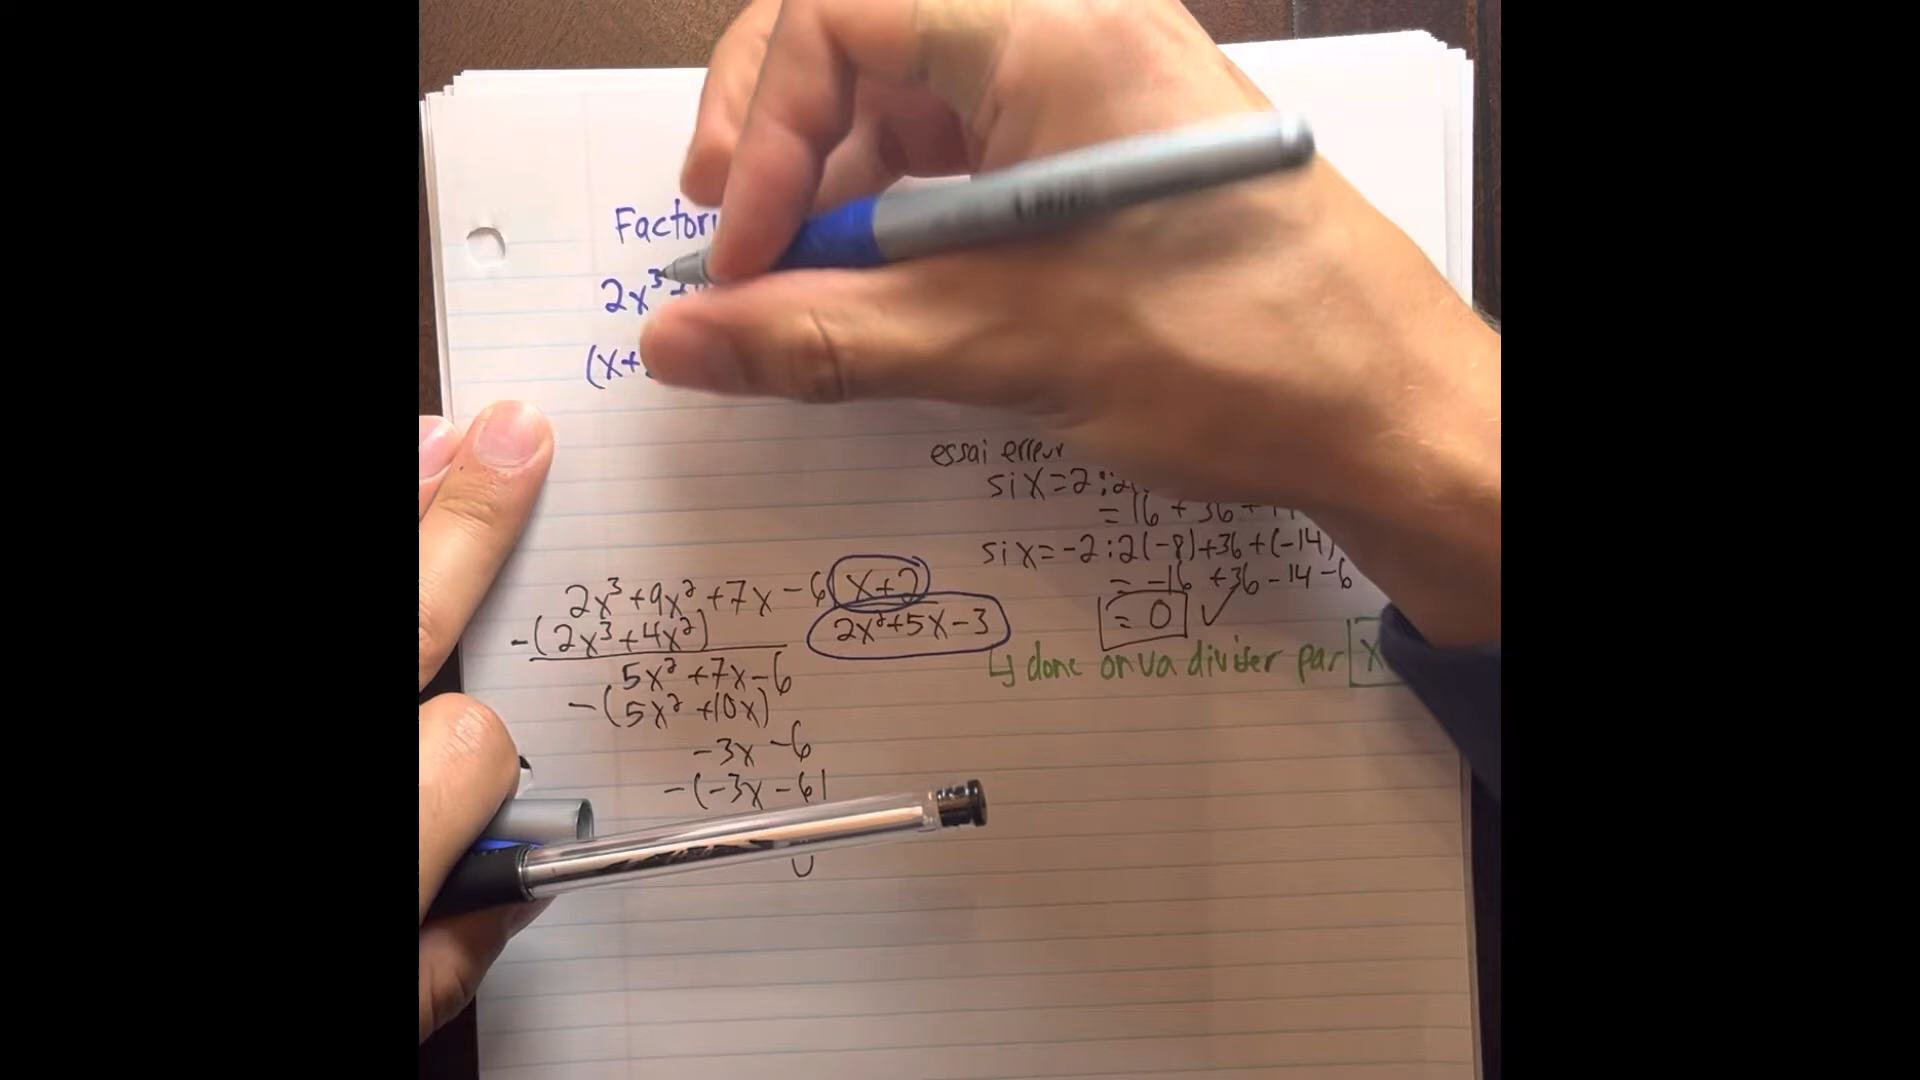 Factori
2x³ +
(x+
essai erreur
si x=2 : 2(
= 16 + 36 +
si x=-2 : 2(-8)+36+(-14)
= -16 +36 -14 -6
= 0 ✓
2x³+9x²+7x-6 x+2
-(2x³+4x²) 2x²+5x-3
↳ donc on va diviser par x
5x²+7x-6
-(5x²+10x)
-3x-6
-(-3x-6)